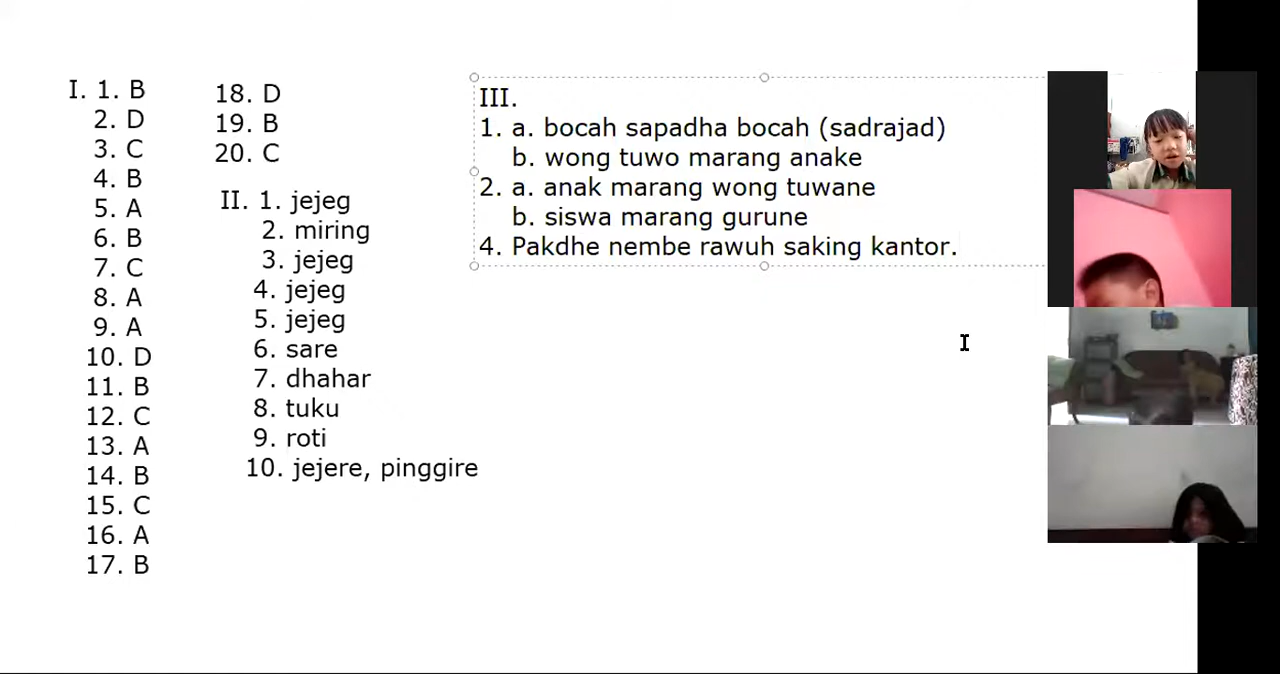 I. 1. B
2. D
3. C
4. B
5. A
6. B
7. C
8. A
9. A
10. D
11. B
12. C
13. A
14. B
15. C
16. A
17. B
18. D
19. B
20. C
II. 1. jejeg
2. miring
3. jejeg
4. jejeg
5. jejeg
6. sare
7. dhahar
8. tuku
9. roti
10. jejere, pinggire
III.
1. a. bocah sapadha bocah (sadrajad)
b. wong tuwo marang anake
2. a. anak marang wong tuwane
b. siswa marang gurune
4. Pakdhe nembe rawuh saking kantor.